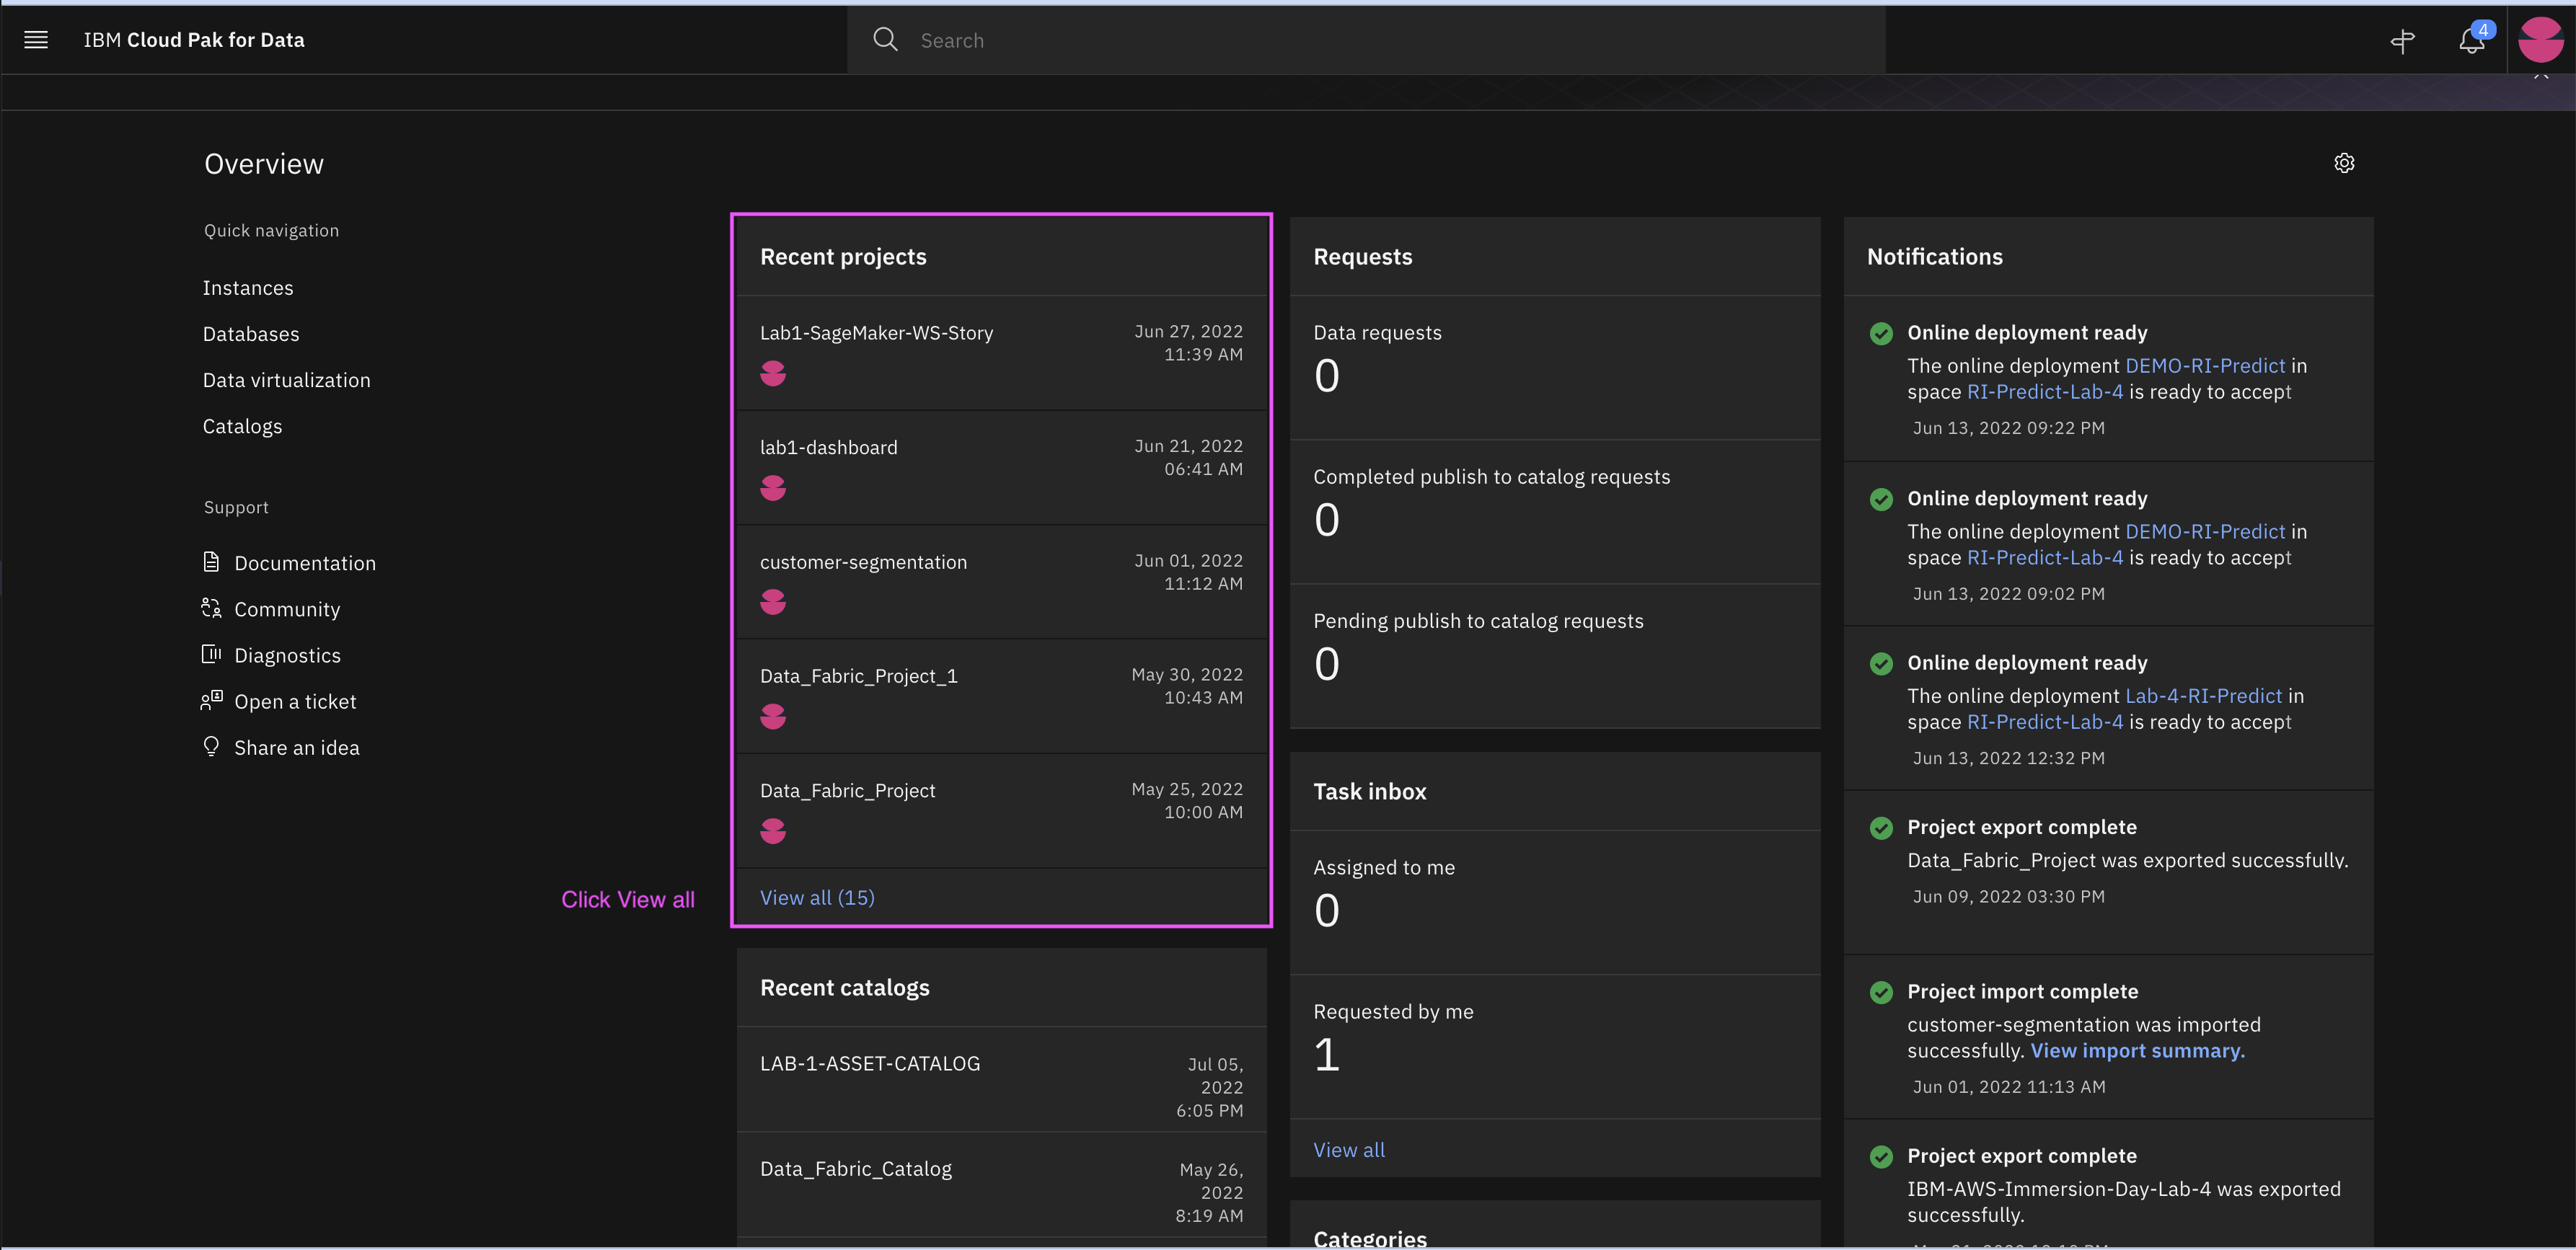 IBM Cloud Pak for Data
Search
4
Overview
Quick navigation
Instances
Databases
Data virtualization
Catalogs
Support
Documentation
Community
Diagnostics
Open a ticket
Share an idea
Click View all
Recent projects
Lab1-SageMaker-WS-Story
Jun 27, 2022
11:39 AM
lab1-dashboard
Jun 21, 2022
06:41 AM
customer-segmentation
Jun 01, 2022
11:12 AM
Data_Fabric_Project_1
May 30, 2022
10:43 AM
Data_Fabric_Project
May 25, 2022
10:00 AM
View all (15)
Recent catalogs
LAB-1-ASSET-CATALOG
Jul 05,
2022
6:05 PM
Data_Fabric_Catalog
May 26,
2022
8:19 AM
Requests
Data requests
0
Completed publish to catalog requests
0
Pending publish to catalog requests
0
Task inbox
Assigned to me
0
Requested by me
1
View all
Categories
Notifications
Online deployment ready
The online deployment DEMO-RI-Predict in
space RI-Predict-Lab-4 is ready to accept
Jun 13, 2022 09:22 PM
Online deployment ready
The online deployment DEMO-RI-Predict in
space RI-Predict-Lab-4 is ready to accept
Jun 13, 2022 09:02 PM
Online deployment ready
The online deployment Lab-4-RI-Predict in
space RI-Predict-Lab-4 is ready to accept
Jun 13, 2022 12:32 PM
Project export complete
Data_Fabric_Project was exported successfully.
Jun 09, 2022 03:30 PM
Project import complete
customer-segmentation was imported
successfully. View import summary.
Jun 01, 2022 11:13 AM
Project export complete
IBM-AWS-Immersion-Day-Lab-4 was exported
successfully.